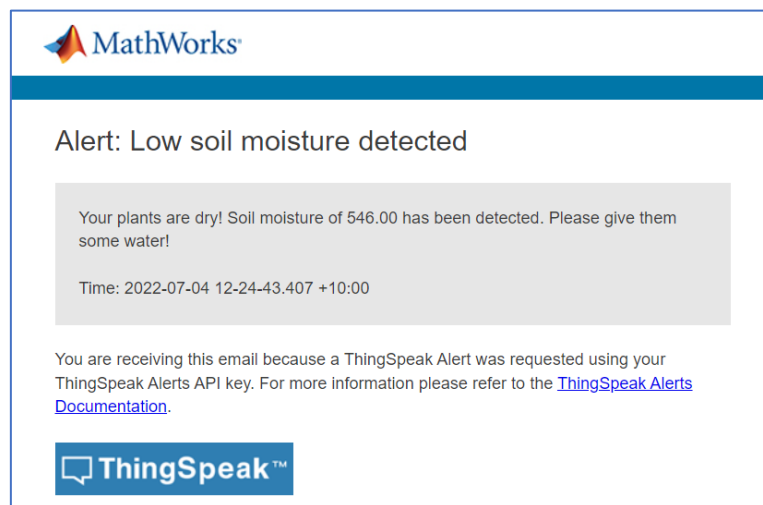 MathWorks®
Alert: Low soil moisture detected
Your plants are dry! Soil moisture of 546.00 has been detected. Please give them
some water!
Time: 2022-07-04 12-24-43.407 +10:00
You are receiving this email because a ThingSpeak Alert was requested using your
ThingSpeak Alerts API key. For more information please refer to the ThingSpeak Alerts
Documentation.
ThingSpeak™